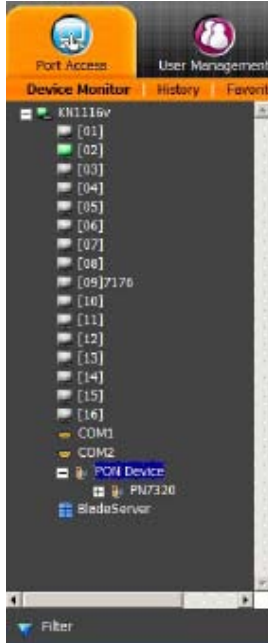 Port Access User Management
Device Monitor History Favorit
KN1116v
[01]
[02]
[03]
[04]
[05]
[06]
[07]
[08]
[09]7176
[10]
[11]
[12]
[13]
[14]
[15]
[16]
COM1
COM2
PON Device
PN7320
BladeServer
Filter